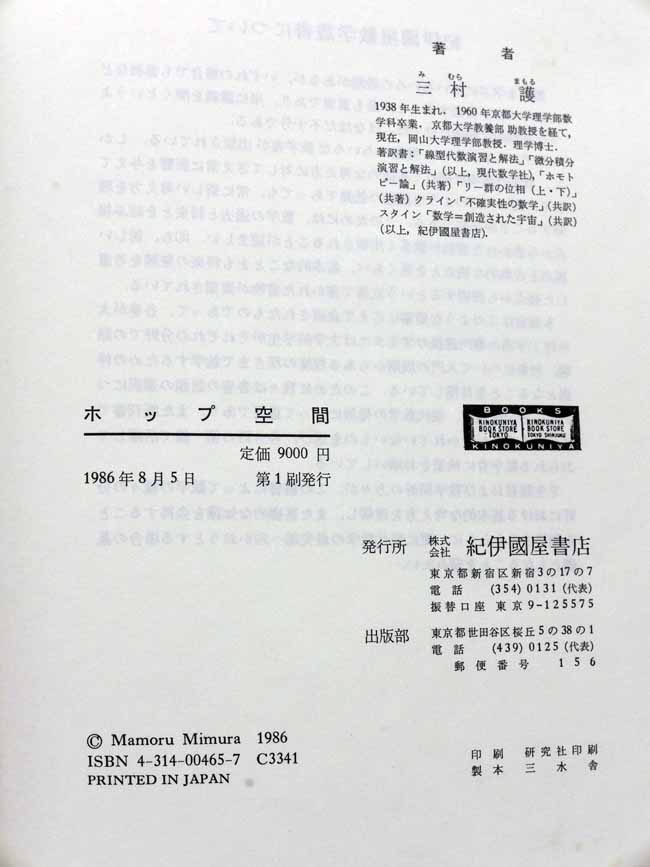 著者
み むら まもる
三村 護
1938年生まれ．1960年京都大学理学部数
学科卒業．京都大学教養部助教授を経て，
現在，岡山大学理学部教授．理学博士．
著訳書：「線型代数演習と解法」「微分積分
演習と解法」（以上，現代数学社），「ホモト
ピー論」（共著）「リー群の位相（上・下）」
（共著）クライン「不確実性の数学」（共訳）
スタイン「数学＝創造された宇宙」（共訳）
（以上，紀伊國屋書店）．
ホップ空間
定価 9000 円
1986年8月5日 第1刷発行
BOOKS
KINOKUNIYA BOOK STORE TOKYO
KINOKUNIYA BOOK STORE TOKYO SHINJUKU
KINOKUNIYA
発行所 株式会社 紀伊國屋書店
東京都新宿区新宿3の17の7
電話 (354) 0131 (代表)
振替口座 東京 9-125575
出版部 東京都世田谷区桜丘5の38の1
電話 (439) 0125 (代表)
郵便番号 156
© Mamoru Mimura 1986
ISBN 4-314-00465-7 C3341
PRINTED IN JAPAN
印刷 研究社印刷
製本 三水舎